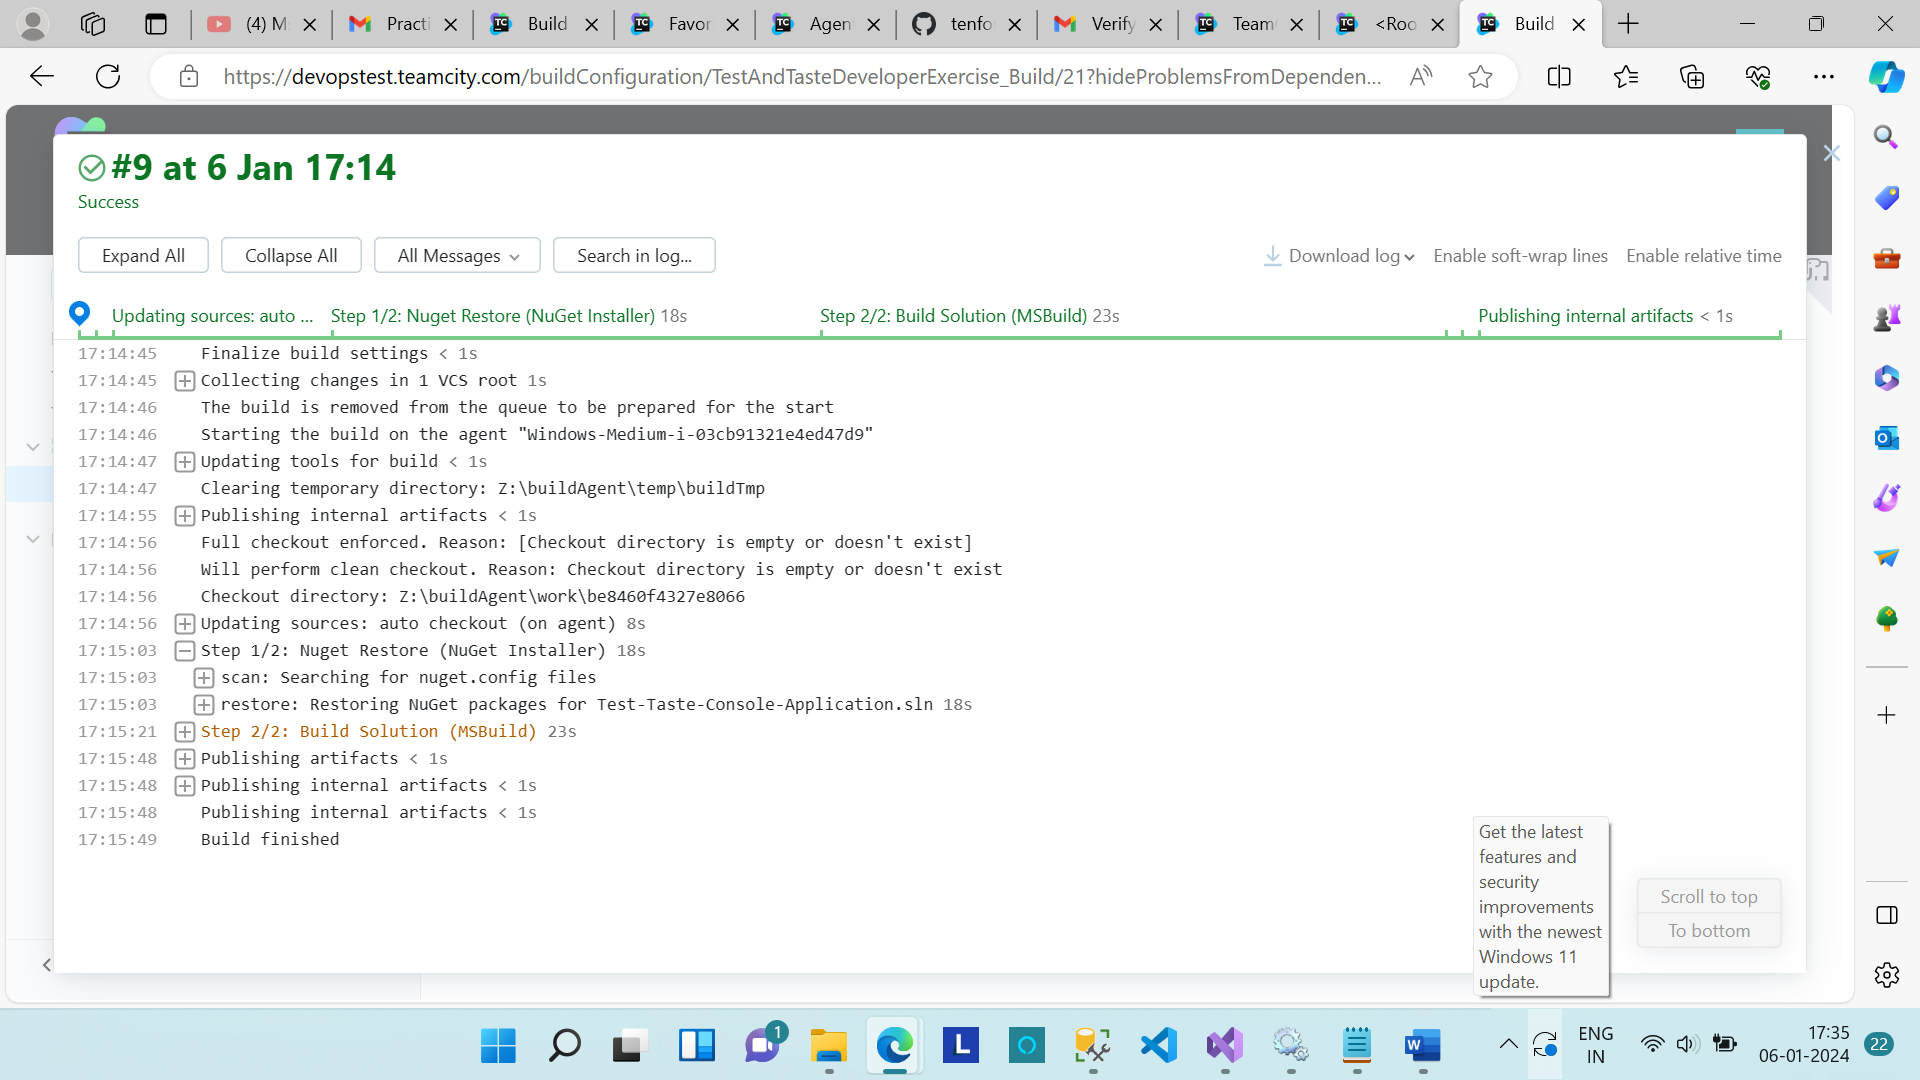 (4) M
Practi
Build
Favor
Agen
tenfo
Verify
Team
<Roo
Build
https://devopstest.teamcity.com/buildConfiguration/TestAndTasteDeveloperExercise_Build/21?hideProblemsFromDependen...
#9 at 6 Jan 17:14
Success
Expand All
Collapse All
All Messages
Search in log...
Download log
Enable soft-wrap lines
Enable relative time
Updating sources: auto ...
Step 1/2: Nuget Restore (NuGet Installer) 18s
Step 2/2: Build Solution (MSBuild) 23s
Publishing internal artifacts < 1s
17:14:45 Finalize build settings < 1s
17:14:45 Collecting changes in 1 VCS root 1s
17:14:46 The build is removed from the queue to be prepared for the start
17:14:46 Starting the build on the agent "Windows-Medium-i-03cb91321e4ed47d9"
17:14:47 Updating tools for build < 1s
17:14:47 Clearing temporary directory: Z:\buildAgent\temp\buildTmp
17:14:55 Publishing internal artifacts < 1s
17:14:56 Full checkout enforced. Reason: [Checkout directory is empty or doesn't exist]
17:14:56 Will perform clean checkout. Reason: Checkout directory is empty or doesn't exist
17:14:56 Checkout directory: Z:\buildAgent\work\be8460f4327e8066
17:14:56 Updating sources: auto checkout (on agent) 8s
17:15:03 Step 1/2: Nuget Restore (NuGet Installer) 18s
17:15:03 scan: Searching for nuget.config files
17:15:03 restore: Restoring NuGet packages for Test-Taste-Console-Application.sln 18s
17:15:21 Step 2/2: Build Solution (MSBuild) 23s
17:15:48 Publishing artifacts < 1s
17:15:48 Publishing internal artifacts < 1s
17:15:48 Publishing internal artifacts < 1s
17:15:49 Build finished
Get the latest
features and
security
improvements
with the newest
Windows 11
update.
Scroll to top
To bottom
1
ENG
IN
17:35
06-01-2024
22